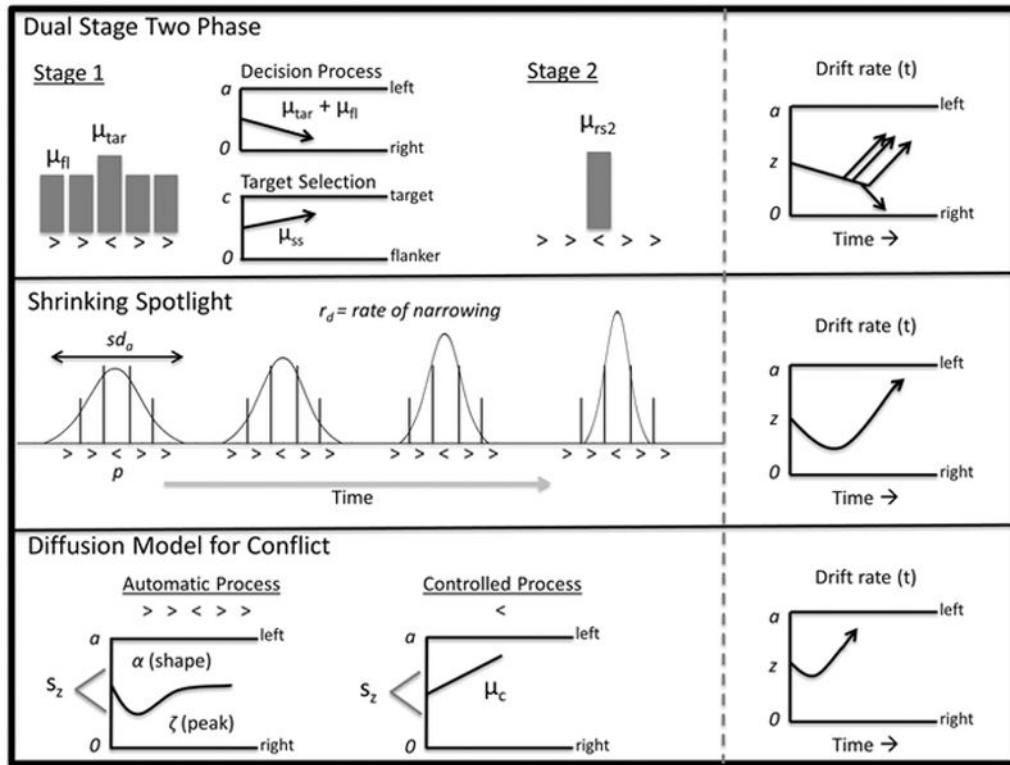 Dual Stage Two Phase
Stage 1
μfl
μtar
> > < > >
Decision Process
a
left
μtar + μfl
0
right
Target Selection
c
target
μss
0
flanker
Stage 2
μrs2
> > < > >
Drift rate (t)
a
left
z
0
right
Time →
Shrinking Spotlight
rd = rate of narrowing
sda
> > < > >
> > < > >
> > < > >
> > < > >
p
Time
Drift rate (t)
a
left
z
0
right
Time →
Diffusion Model for Conflict
Automatic Process
> > < > >
a
left
α (shape)
Sz
ζ (peak)
0
right
Controlled Process
<
a
left
Sz
μc
0
right
Drift rate (t)
a
left
z
0
right
Time →